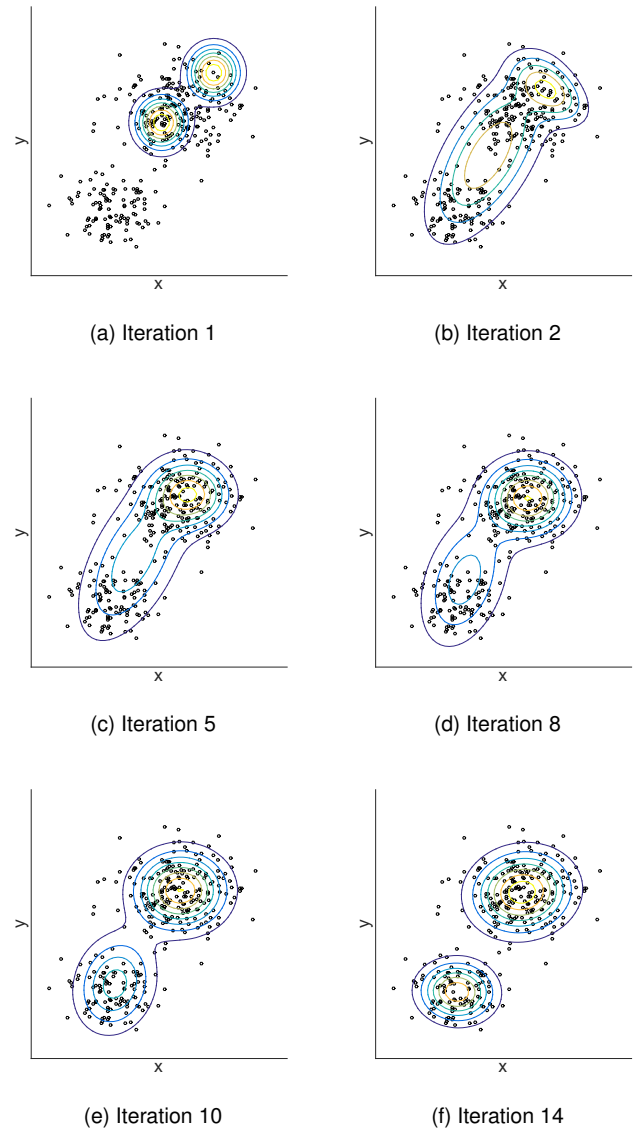 y
y
x
x
(a) Iteration 1
(b) Iteration 2
y
y
x
x
(c) Iteration 5
(d) Iteration 8
y
y
x
x
(e) Iteration 10
(f) Iteration 14